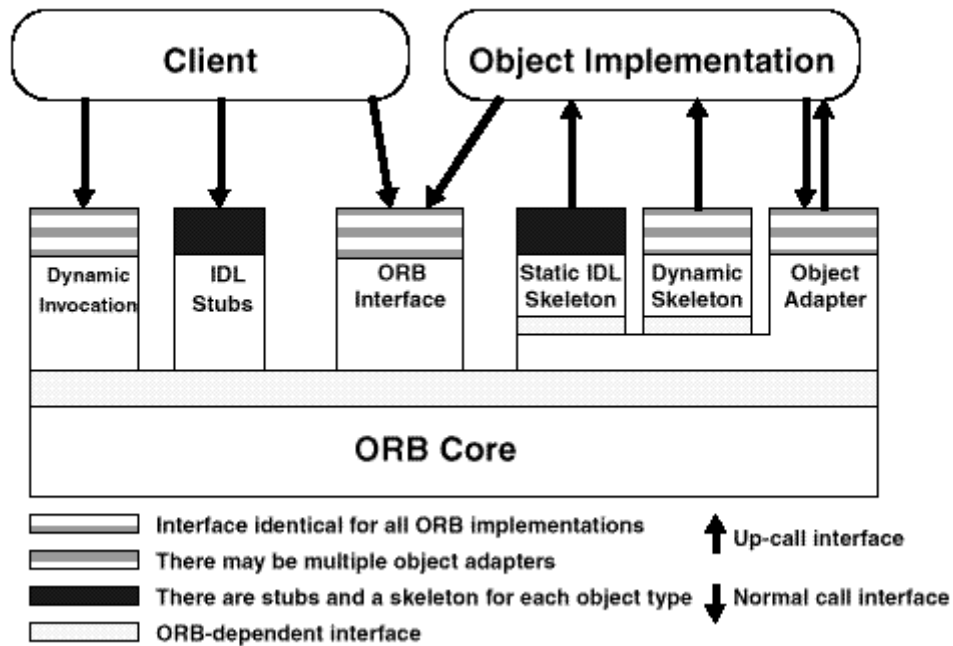 Client
Object Implementation
Dynamic
Invocation
IDL
Stubs
ORB
Interface
Static IDL
Skeleton
Dynamic
Skeleton
Object
Adapter
ORB Core
Interface identical for all ORB implementations
There may be multiple object adapters
There are stubs and a skeleton for each object type
ORB-dependent interface
Up-call interface
Normal call interface